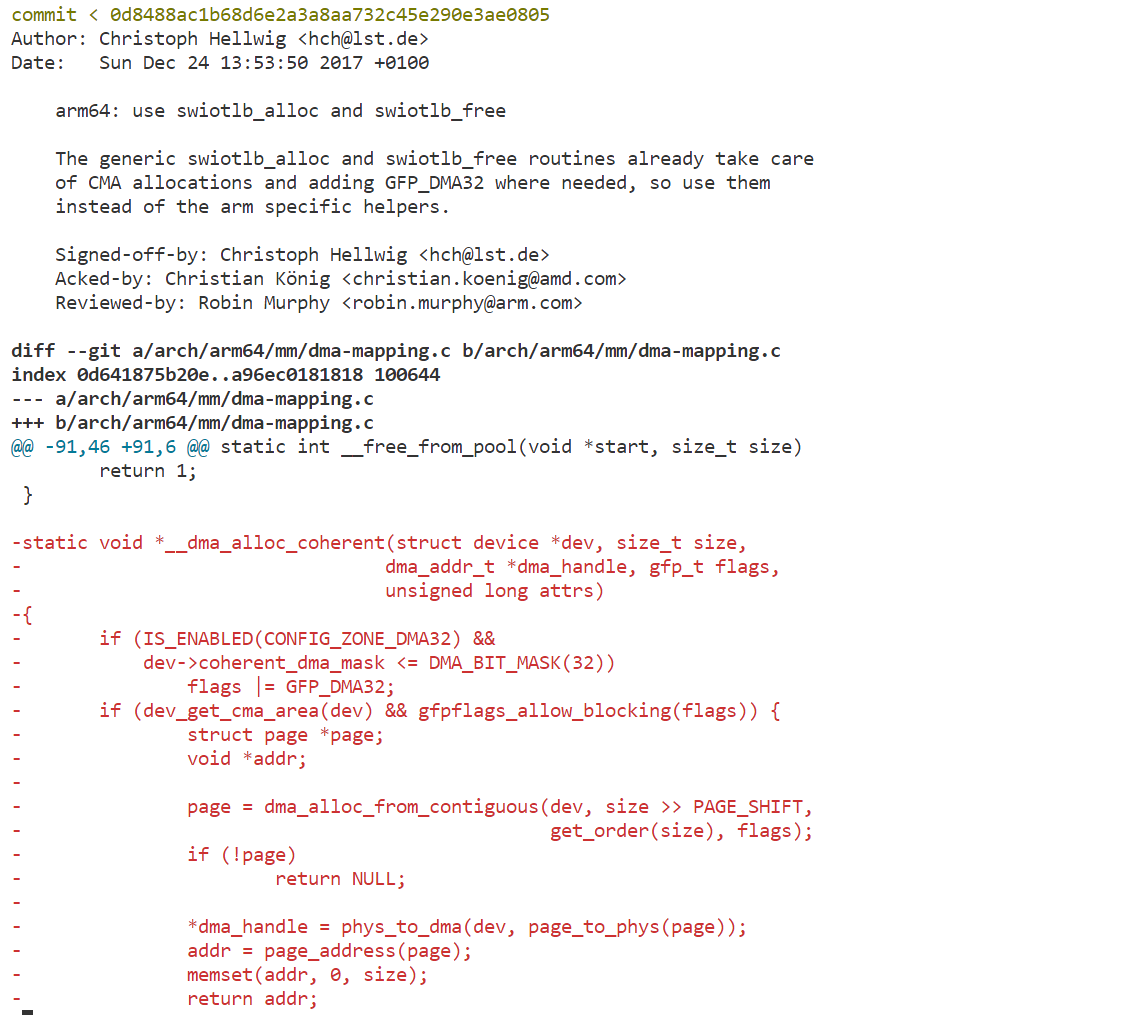 commit < 0d8488ac1b68d6e2a3a8aa732c45e290e3ae0805
Author: Christoph Hellwig <hch@lst.de>
Date:   Sun Dec 24 13:53:50 2017 +0100

    arm64: use swiotlb_alloc and swiotlb_free

    The generic swiotlb_alloc and swiotlb_free routines already take care
    of CMA allocations and adding GFP_DMA32 where needed, so use them
    instead of the arm specific helpers.

    Signed-off-by: Christoph Hellwig <hch@lst.de>
    Acked-by: Christian König <christian.koenig@amd.com>
    Reviewed-by: Robin Murphy <robin.murphy@arm.com>

diff --git a/arch/arm64/mm/dma-mapping.c b/arch/arm64/mm/dma-mapping.c
index 0d641875b20e..a96ec0181818 100644
--- a/arch/arm64/mm/dma-mapping.c
+++ b/arch/arm64/mm/dma-mapping.c
@@ -91,46 +91,6 @@ static int __free_from_pool(void *start, size_t size)
        return 1;
 }

-static void *__dma_alloc_coherent(struct device *dev, size_t size,
-                                 dma_addr_t *dma_handle, gfp_t flags,
-                                 unsigned long attrs)
-{
-       if (IS_ENABLED(CONFIG_ZONE_DMA32) &&
-           dev->coherent_dma_mask <= DMA_BIT_MASK(32))
-               flags |= GFP_DMA32;
-       if (dev_get_cma_area(dev) && gfpflags_allow_blocking(flags)) {
-               struct page *page;
-               void *addr;
-
-               page = dma_alloc_from_contiguous(dev, size >> PAGE_SHIFT,
-                                                get_order(size), flags);
-               if (!page)
-                       return NULL;
-
-               *dma_handle = phys_to_dma(dev, page_to_phys(page));
-               addr = page_address(page);
-               memset(addr, 0, size);
-               return addr;